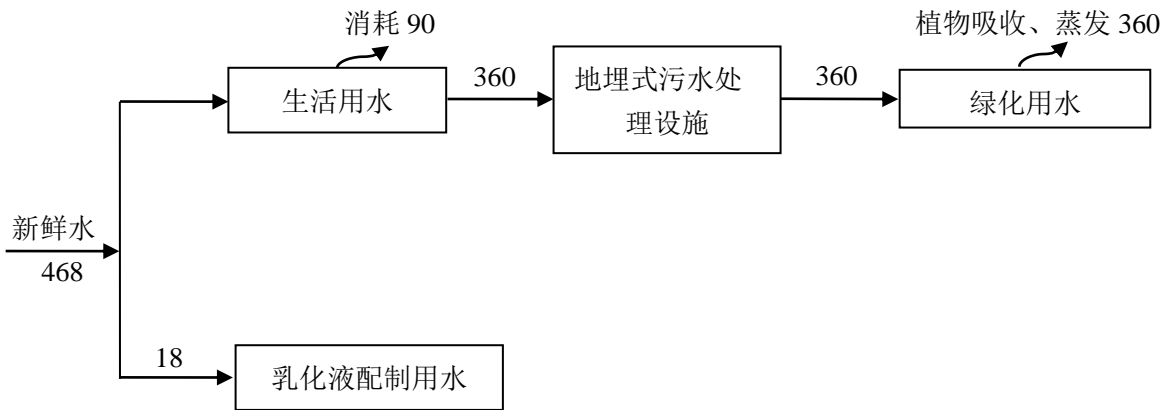 消耗 90
植物吸收、蒸发 360
生活用水
360
地埋式污水处
理设施
360
绿化用水
新鲜水
468
18
乳化液配制用水